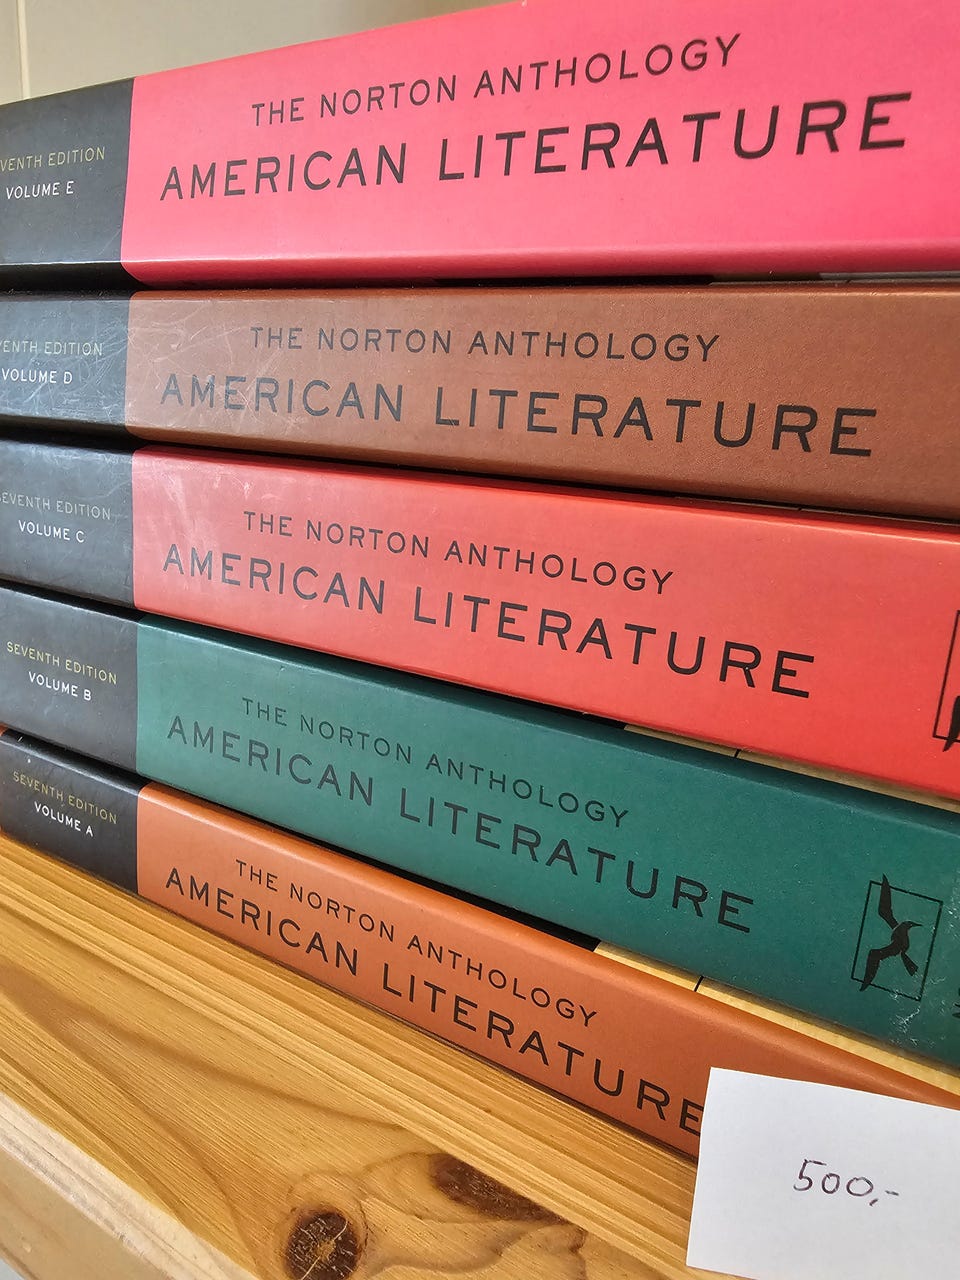 THE NORTON ANTHOLOGY
AMERICAN LITERATURE
VENTH EDITION
VOLUME E
THE NORTON ANTHOLOGY
AMERICAN LITERATURE
VENTH EDITION
VOLUME D
THE NORTON ANTHOLOGY
AMERICAN LITERATURE
SEVENTH EDITION
VOLUME C
THE NORTON ANTHOLOGY
AMERICAN LITERATURE
SEVENTH EDITION
VOLUME B
THE NORTON ANTHOLOGY
AMERICAN LITERATURE
SEVENTH EDITION
VOLUME A
500,-